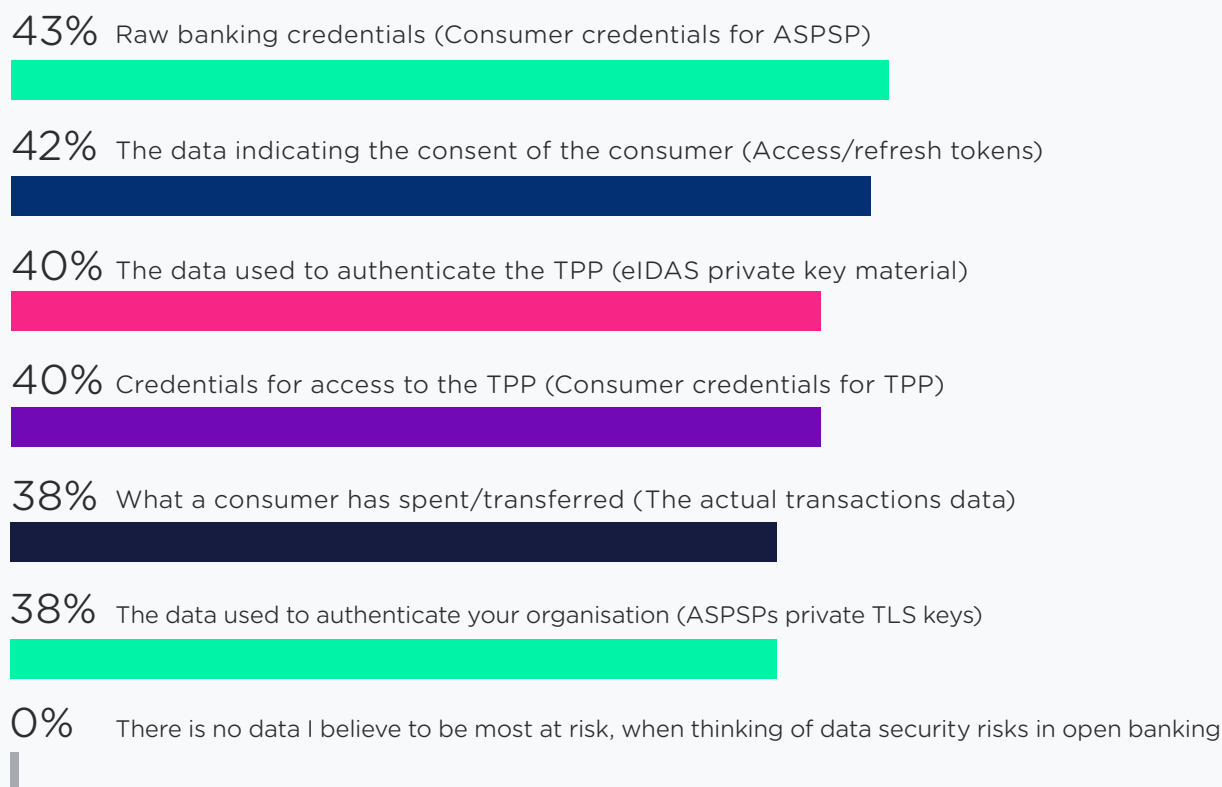 43% Raw banking credentials (Consumer credentials for ASPSP)
42% The data indicating the consent of the consumer (Access/refresh tokens)
40% The data used to authenticate the TPP (eIDAS private key material)
40% Credentials for access to the TPP (Consumer credentials for TPP)
38% What a consumer has spent/transferred (The actual transactions data)
38% The data used to authenticate your organisation (ASPSPs private TLS keys)
0% There is no data I believe to be most at risk, when thinking of data security risks in open banking